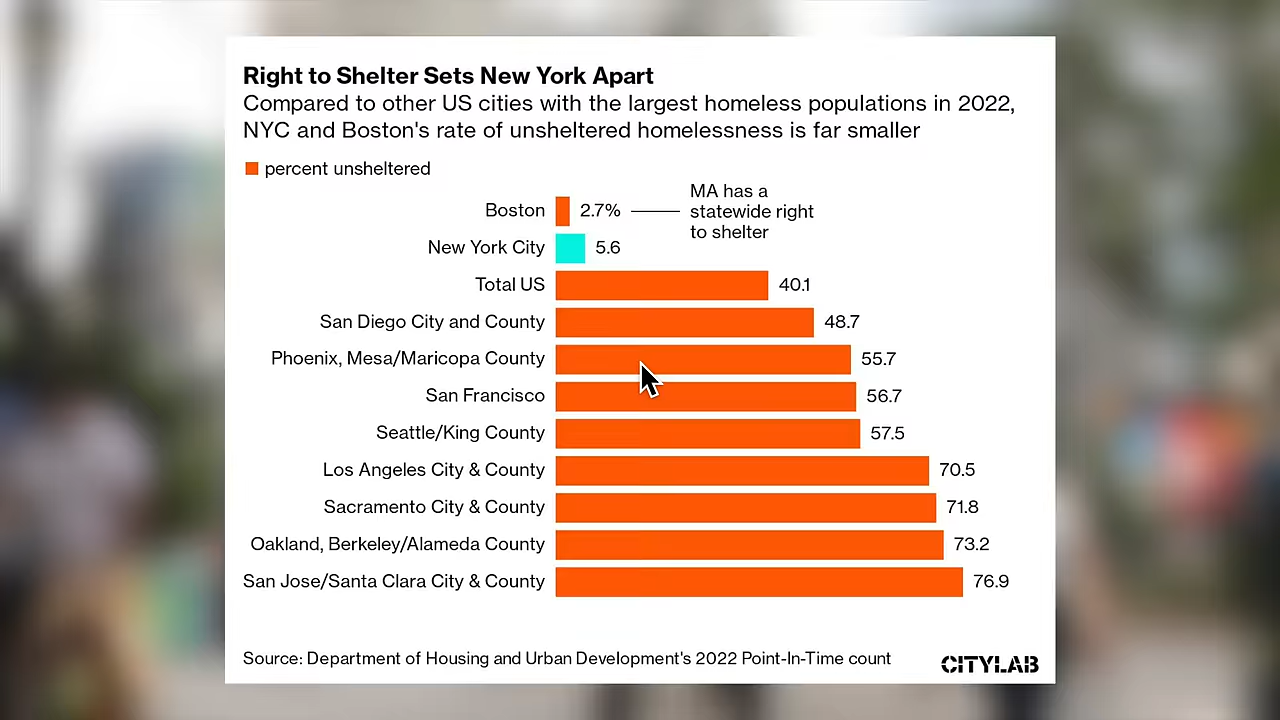 Right to Shelter Sets New York Apart
Compared to other US cities with the largest homeless populations in 2022,
NYC and Boston's rate of unsheltered homelessness is far smaller
percent unsheltered
MA has a
statewide right
to shelter
Boston 2.7%
New York City 5.6
Total US 40.1
San Diego City and County 48.7
Phoenix, Mesa/Maricopa County 55.7
San Francisco 56.7
Seattle/King County 57.5
Los Angeles City & County 70.5
Sacramento City & County 71.8
Oakland, Berkeley/Alameda County 73.2
San Jose/Santa Clara City & County 76.9
Source: Department of Housing and Urban Development's 2022 Point-In-Time count
CITYLAB